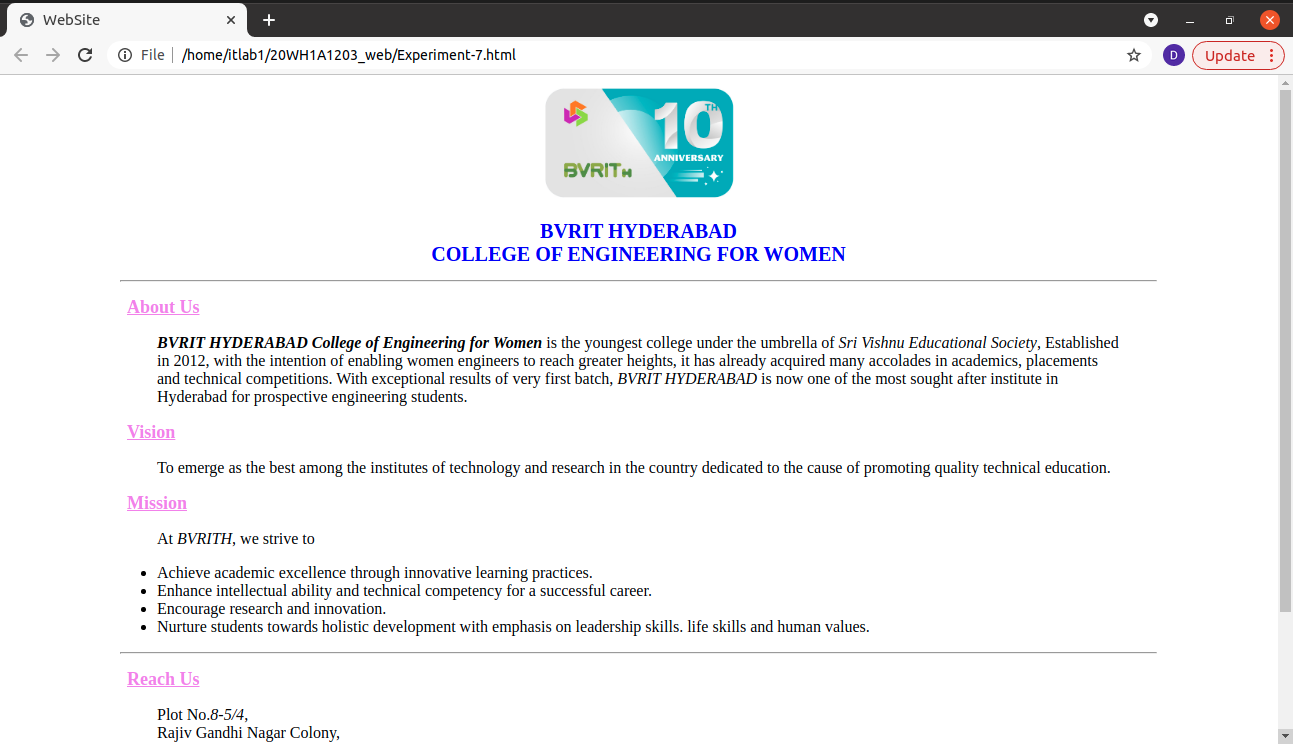 WebSite
File
/home/itlab1/20WH1A1203_web/Experiment-7.html
D
Update
10TH
ANNIVERSARY
BVRITH
BVRIT HYDERABAD
COLLEGE OF ENGINEERING FOR WOMEN
About Us
BVRIT HYDERABAD College of Engineering for Women is the youngest college under the umbrella of Sri Vishnu Educational Society, Established
in 2012, with the intention of enabling women engineers to reach greater heights, it has already acquired many accolades in academics, placements
and technical competitions. With exceptional results of very first batch, BVRIT HYDERABAD is now one of the most sought after institute in
Hyderabad for prospective engineering students.
Vision
To emerge as the best among the institutes of technology and research in the country dedicated to the cause of promoting quality technical education.
Mission
At BVRITH, we strive to
Achieve academic excellence through innovative learning practices.
Enhance intellectual ability and technical competency for a successful career.
Encourage research and innovation.
Nurture students towards holistic development with emphasis on leadership skills. life skills and human values.
Reach Us
Plot No.8-5/4,
Rajiv Gandhi Nagar Colony,